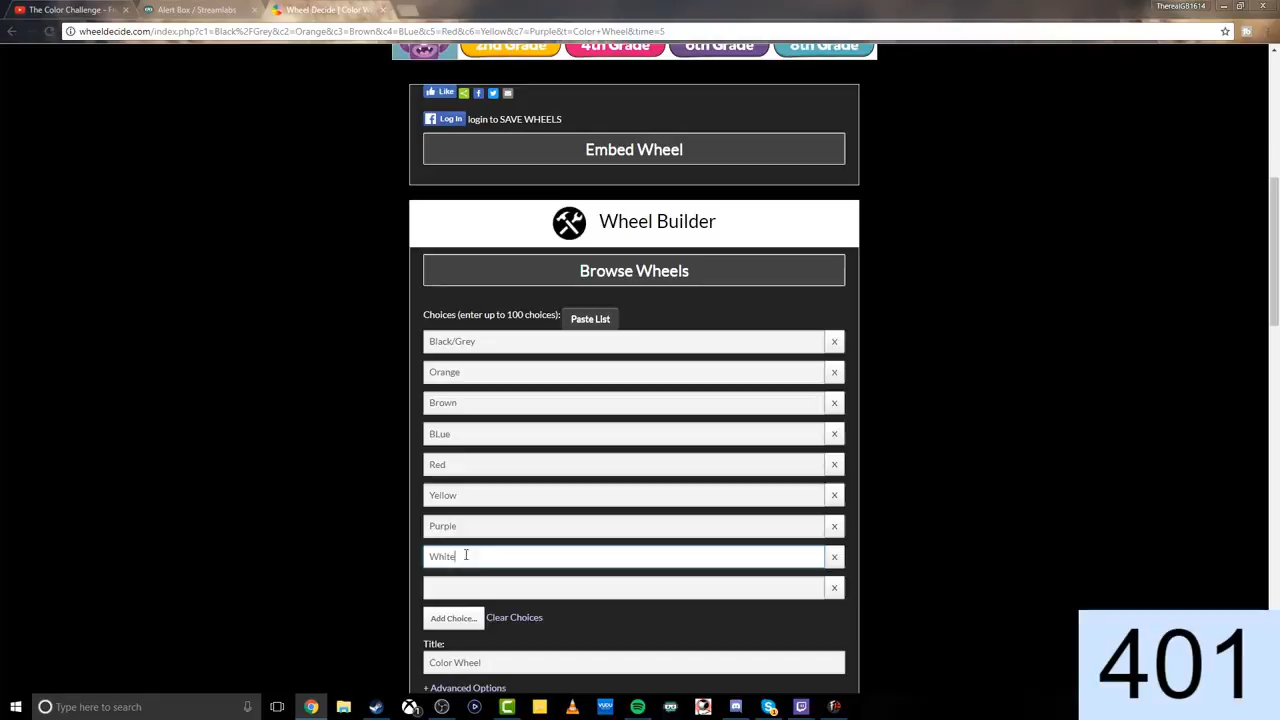 The Color Challenge - F
Alert Box / Streamlabs
Wheel Decide | Color W
TherealGB1614
wheeldecide.com/index.php?c1=Black%2FGrey&c2=Orange&c3=Brown&c4=BLue&c5=Red&c6=Yellow&c7=Purple&t=Color+Wheel&time=5
2nd Grade 4th Grade 6th Grade 8th Grade
Like
Log In login to SAVE WHEELS
Embed Wheel
Wheel Builder
Browse Wheels
Choices (enter up to 100 choices): Paste List
Black/Grey x
Orange x
Brown x
BLue x
Red x
Yellow x
Purple x
White x
x
Add Choice... Clear Choices
Title:
Color Wheel
+ Advanced Options
401
Type here to search
VUDU